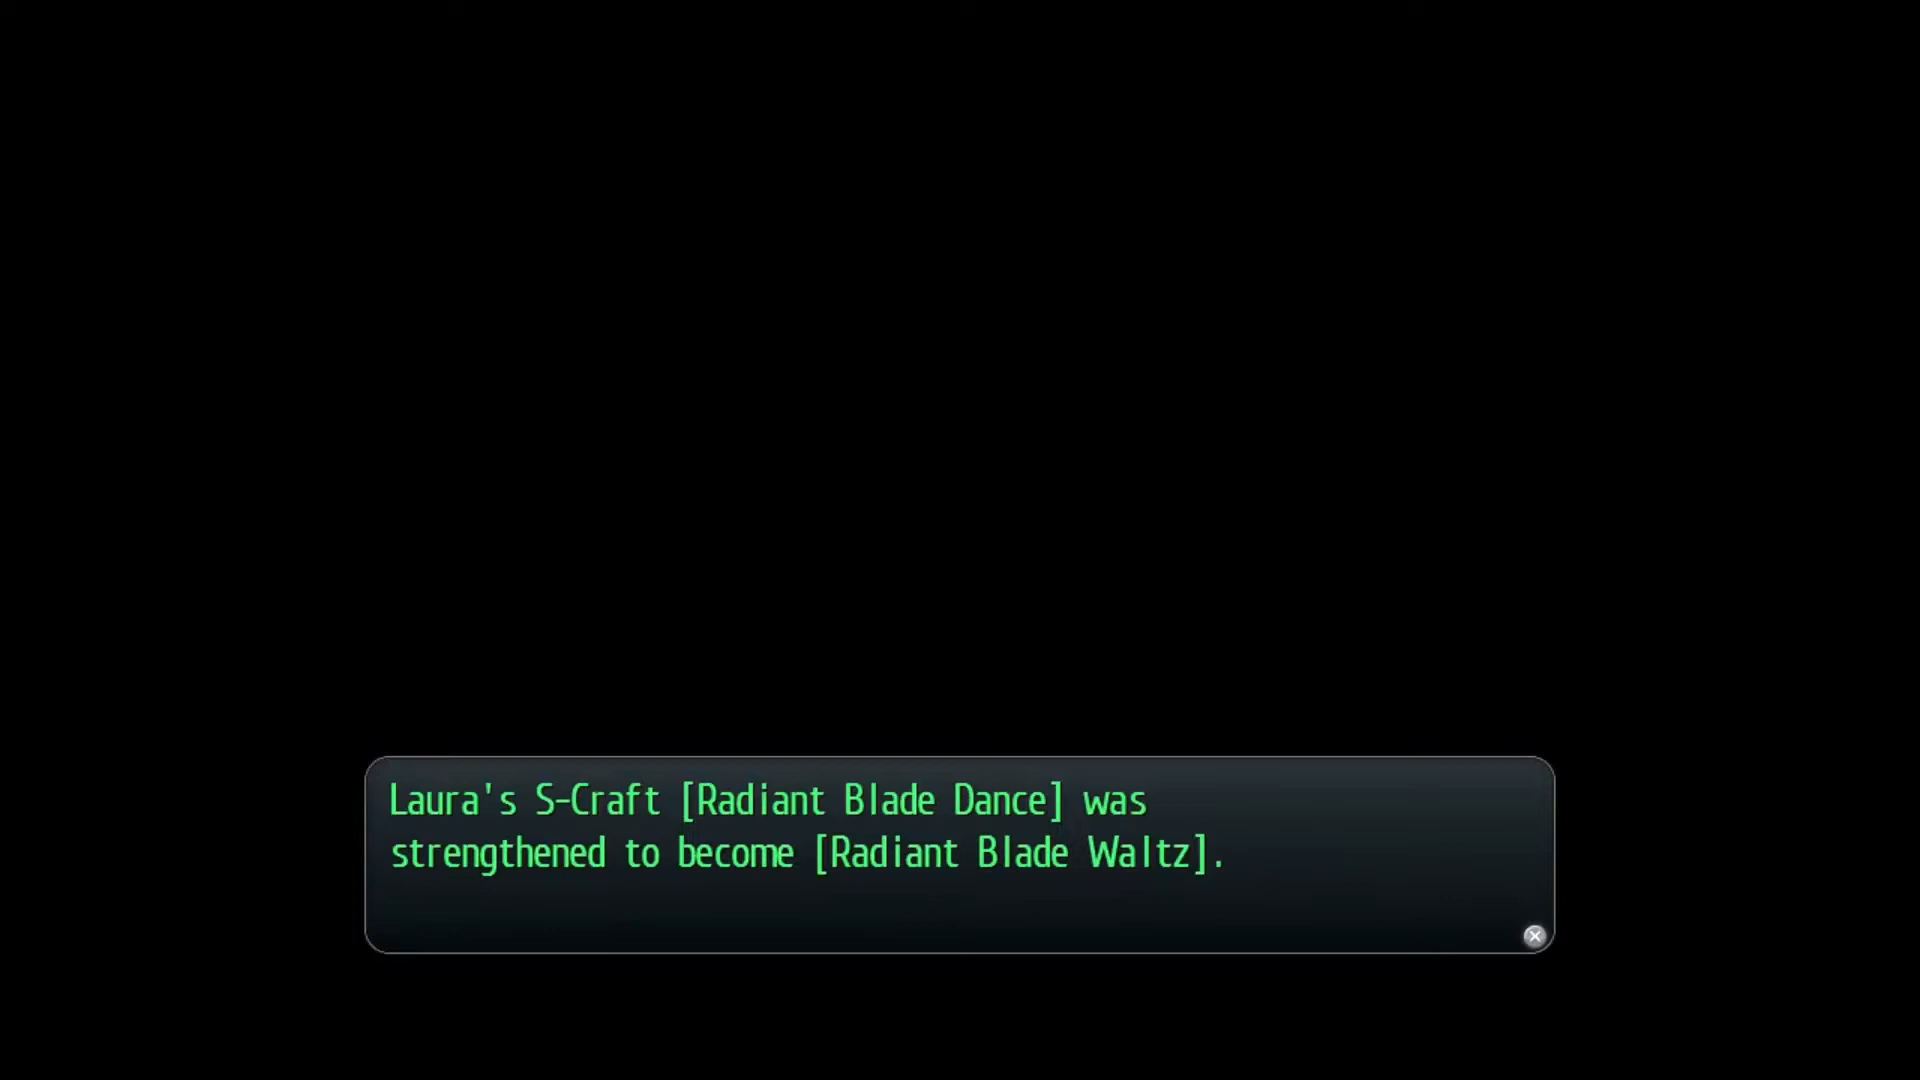 Laura's S-Craft [Radiant Blade Dance] was
strengthened to become [Radiant Blade Waltz].